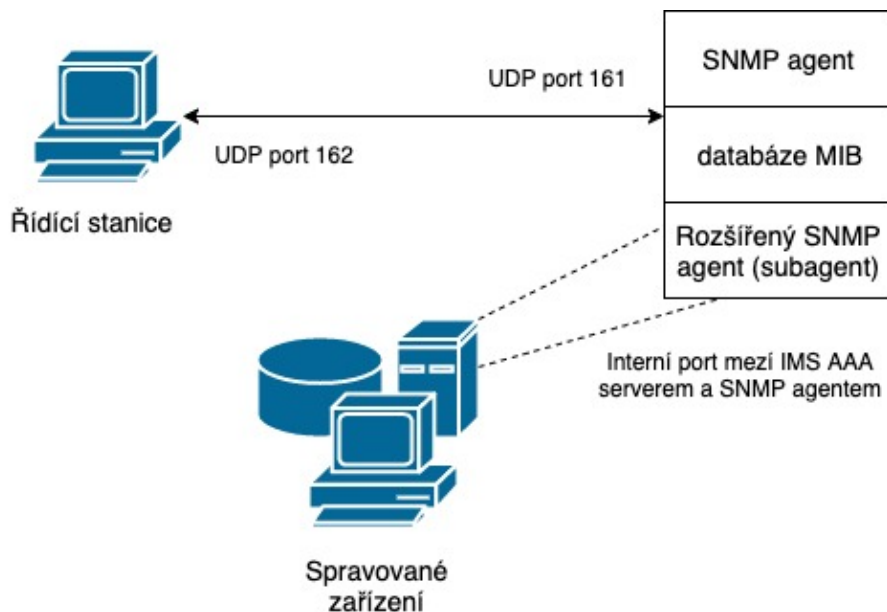 SNMP agent
UDP port 161
UDP port 162
databáze MIB
Řídící stanice
Rozšířený SNMP
agent (subagent)
Interní port mezí IMS AAA
serverem a SNMP agentem
Spravované
zařízení